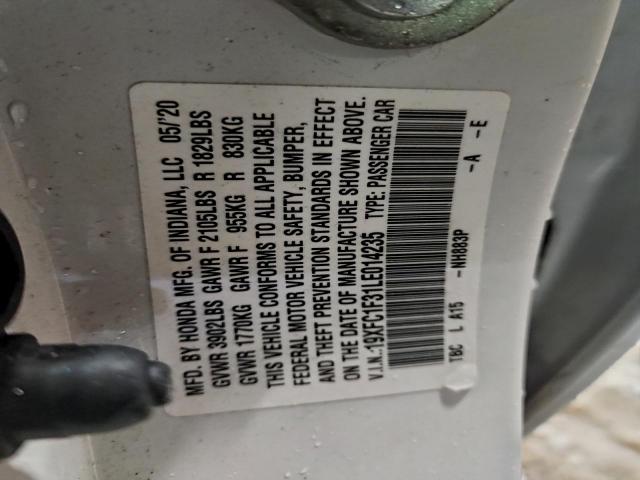 MFD. BY HONDA MFG. OF INDIANA, LLC 05/'20
GVWR 3902LBS GAWR F 2105LBS R 1829LBS
GVWR 1770KG GAWR F 955KG R 830KG
THIS VEHICLE CONFORMS TO ALL APPLICABLE
FEDERAL MOTOR VEHICLE SAFETY, BUMPER,
AND THEFT PREVENTION STANDARDS IN EFFECT
ON THE DATE OF MANUFACTURE SHOWN ABOVE.
V.I.N.:19XFC1F31LE014235 TYPE: PASSENGER CAR
TBC L A15 -NH883P -A -E